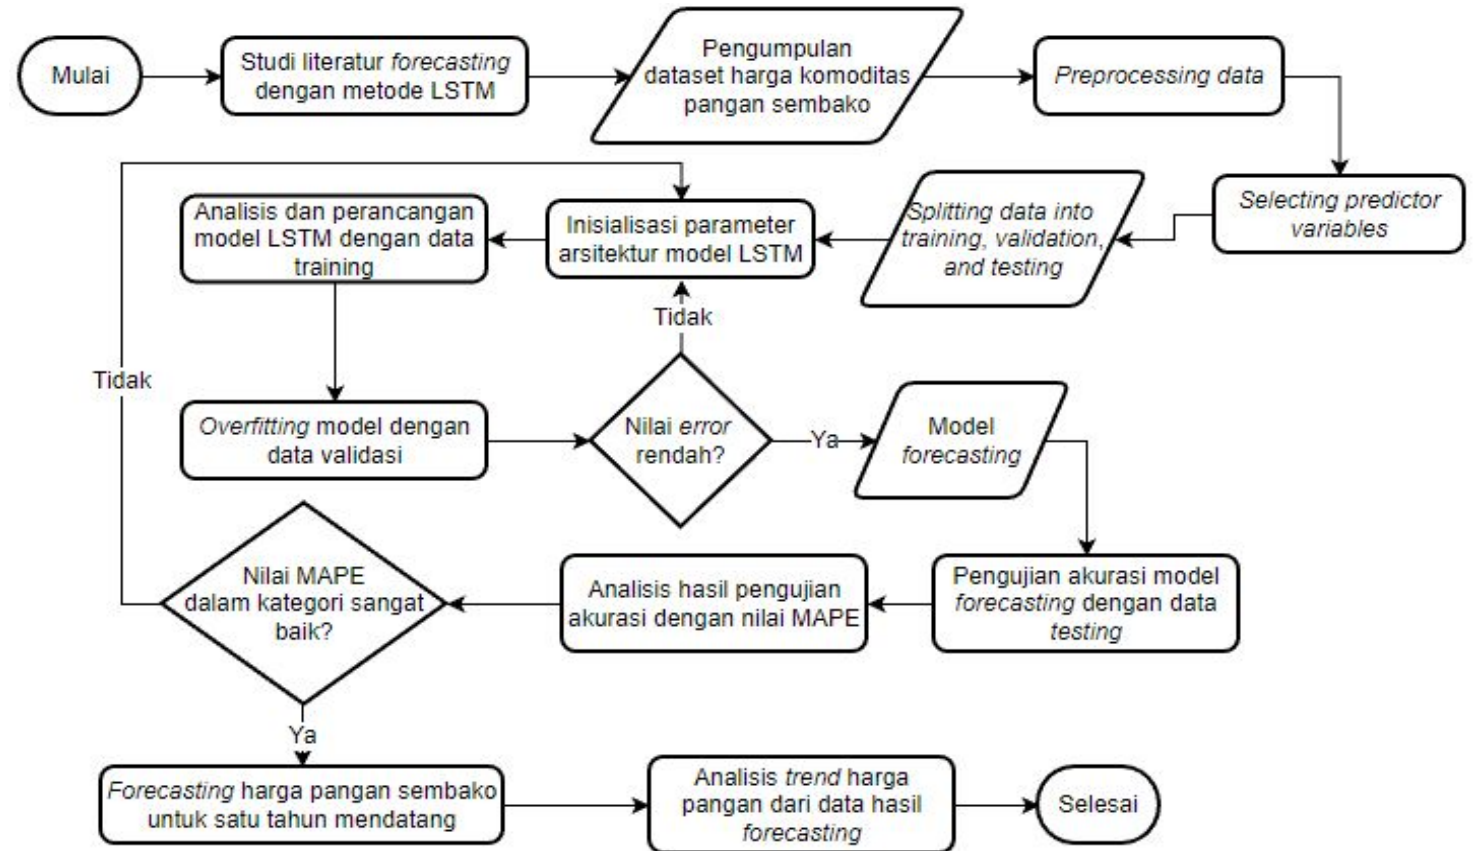 Mulai
Studi literatur forecasting
dengan metode LSTM
Pengumpulan
dataset harga komoditas
pangan sembako
Preprocessing data
Selecting predictor
variables
Splitting data into
training, validation,
and testing
Inisialisasi parameter
arsitektur model LSTM
Analisis dan perancangan
model LSTM dengan data
training
Overfitting model dengan
data validasi
Nilai error
rendah?
Tidak
Ya
Model
forecasting
Pengujian akurasi model
forecasting dengan data
testing
Analisis hasil pengujian
akurasi dengan nilai MAPE
Nilai MAPE
dalam kategori sangat
baik?
Tidak
Ya
Forecasting harga pangan sembako
untuk satu tahun mendatang
Analisis trend harga
pangan dari data hasil
forecasting
Selesai